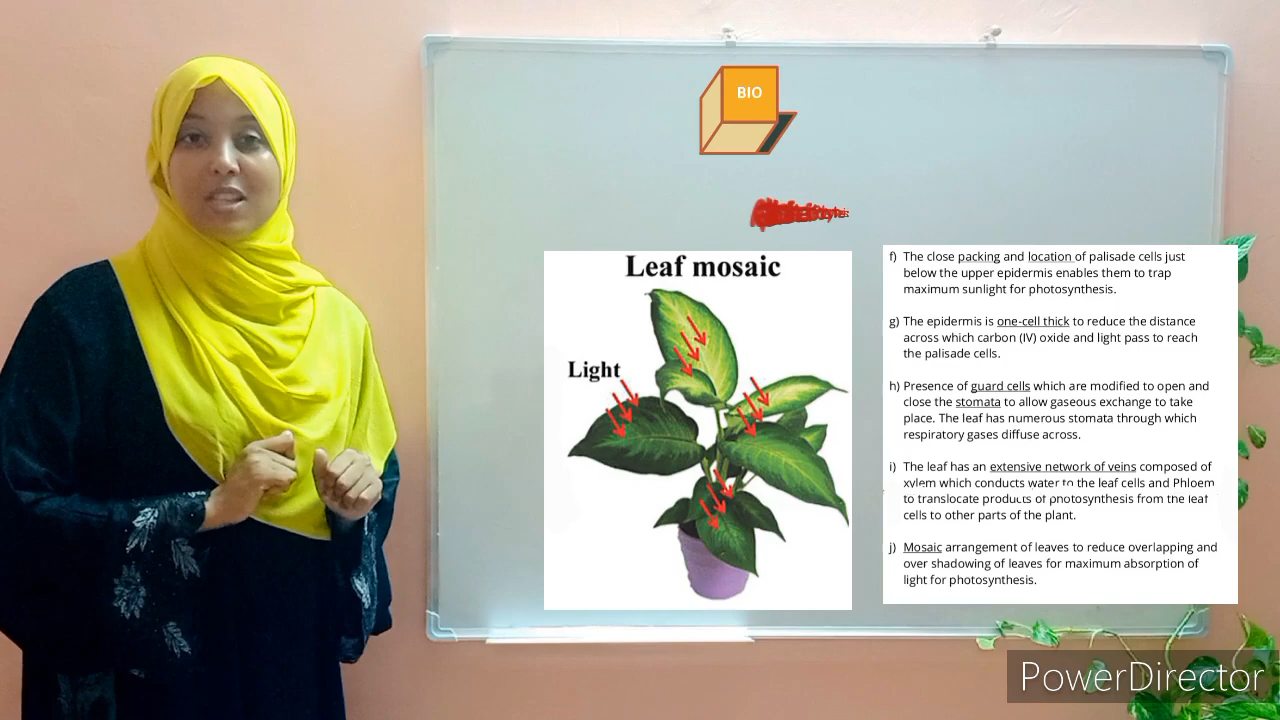 BIO
Leaf mosaic
Light
f) The close packing and location of palisade cells just
below the upper epidermis enables them to trap
maximum sunlight for photosynthesis.
g) The epidermis is one-cell thick to reduce the distance
across which carbon (IV) oxide and light pass to reach
the palisade cells.
h) Presence of guard cells which are modified to open and
close the stomata to allow gaseous exchange to take
place. The leaf has numerous stomata through which
respiratory gases diffuse across.
i) The leaf has an extensive network of veins composed of
xylem which conducts water to the leaf cells and Phloem
to translocate products of photosynthesis from the leaf
cells to other parts of the plant.
j) Mosaic arrangement of leaves to reduce overlapping and
over shadowing of leaves for maximum absorption of
light for photosynthesis.
PowerDirector